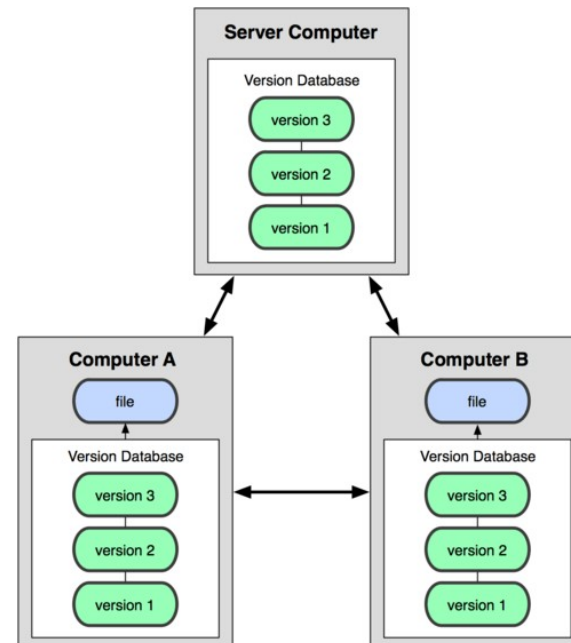 Server Computer
Version Database
version 3
version 2
version 1
Computer A
file
Version Database
version 3
version 2
version 1
Computer B
file
Version Database
version 3
version 2
version 1